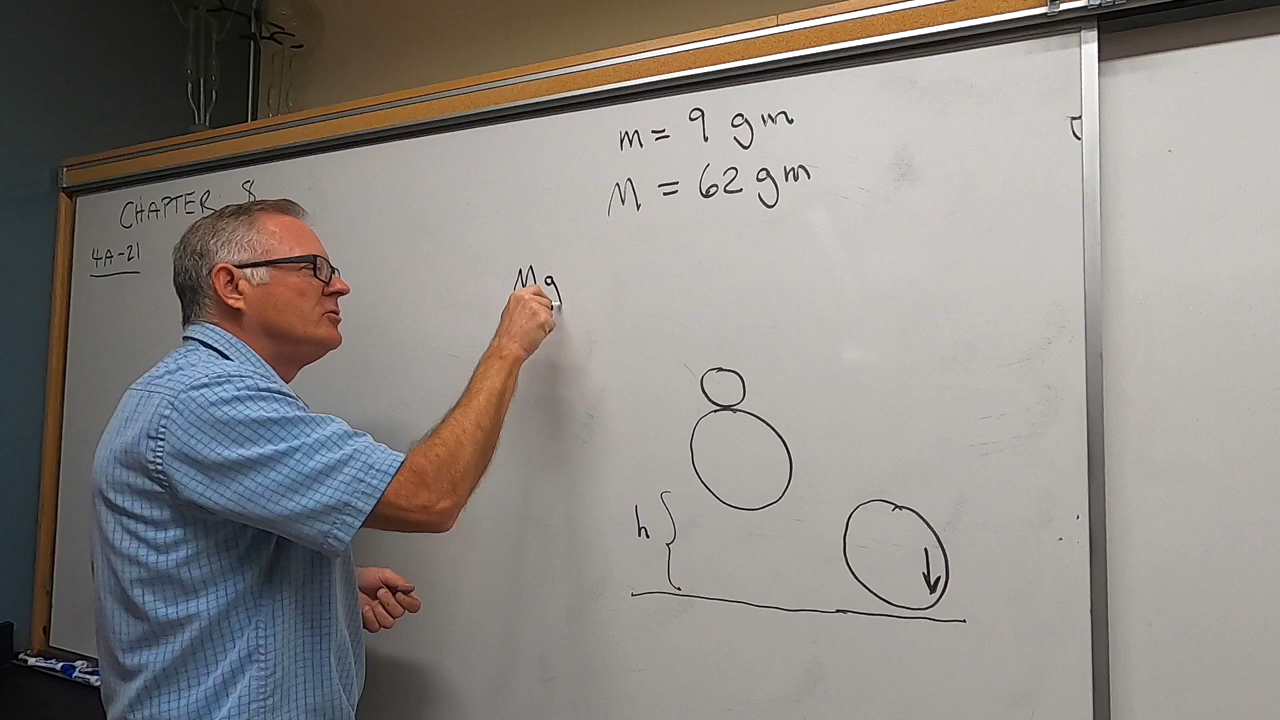 m = 9 gm
M = 62 gm
CHAPTER 8
4A-21
Mg
h